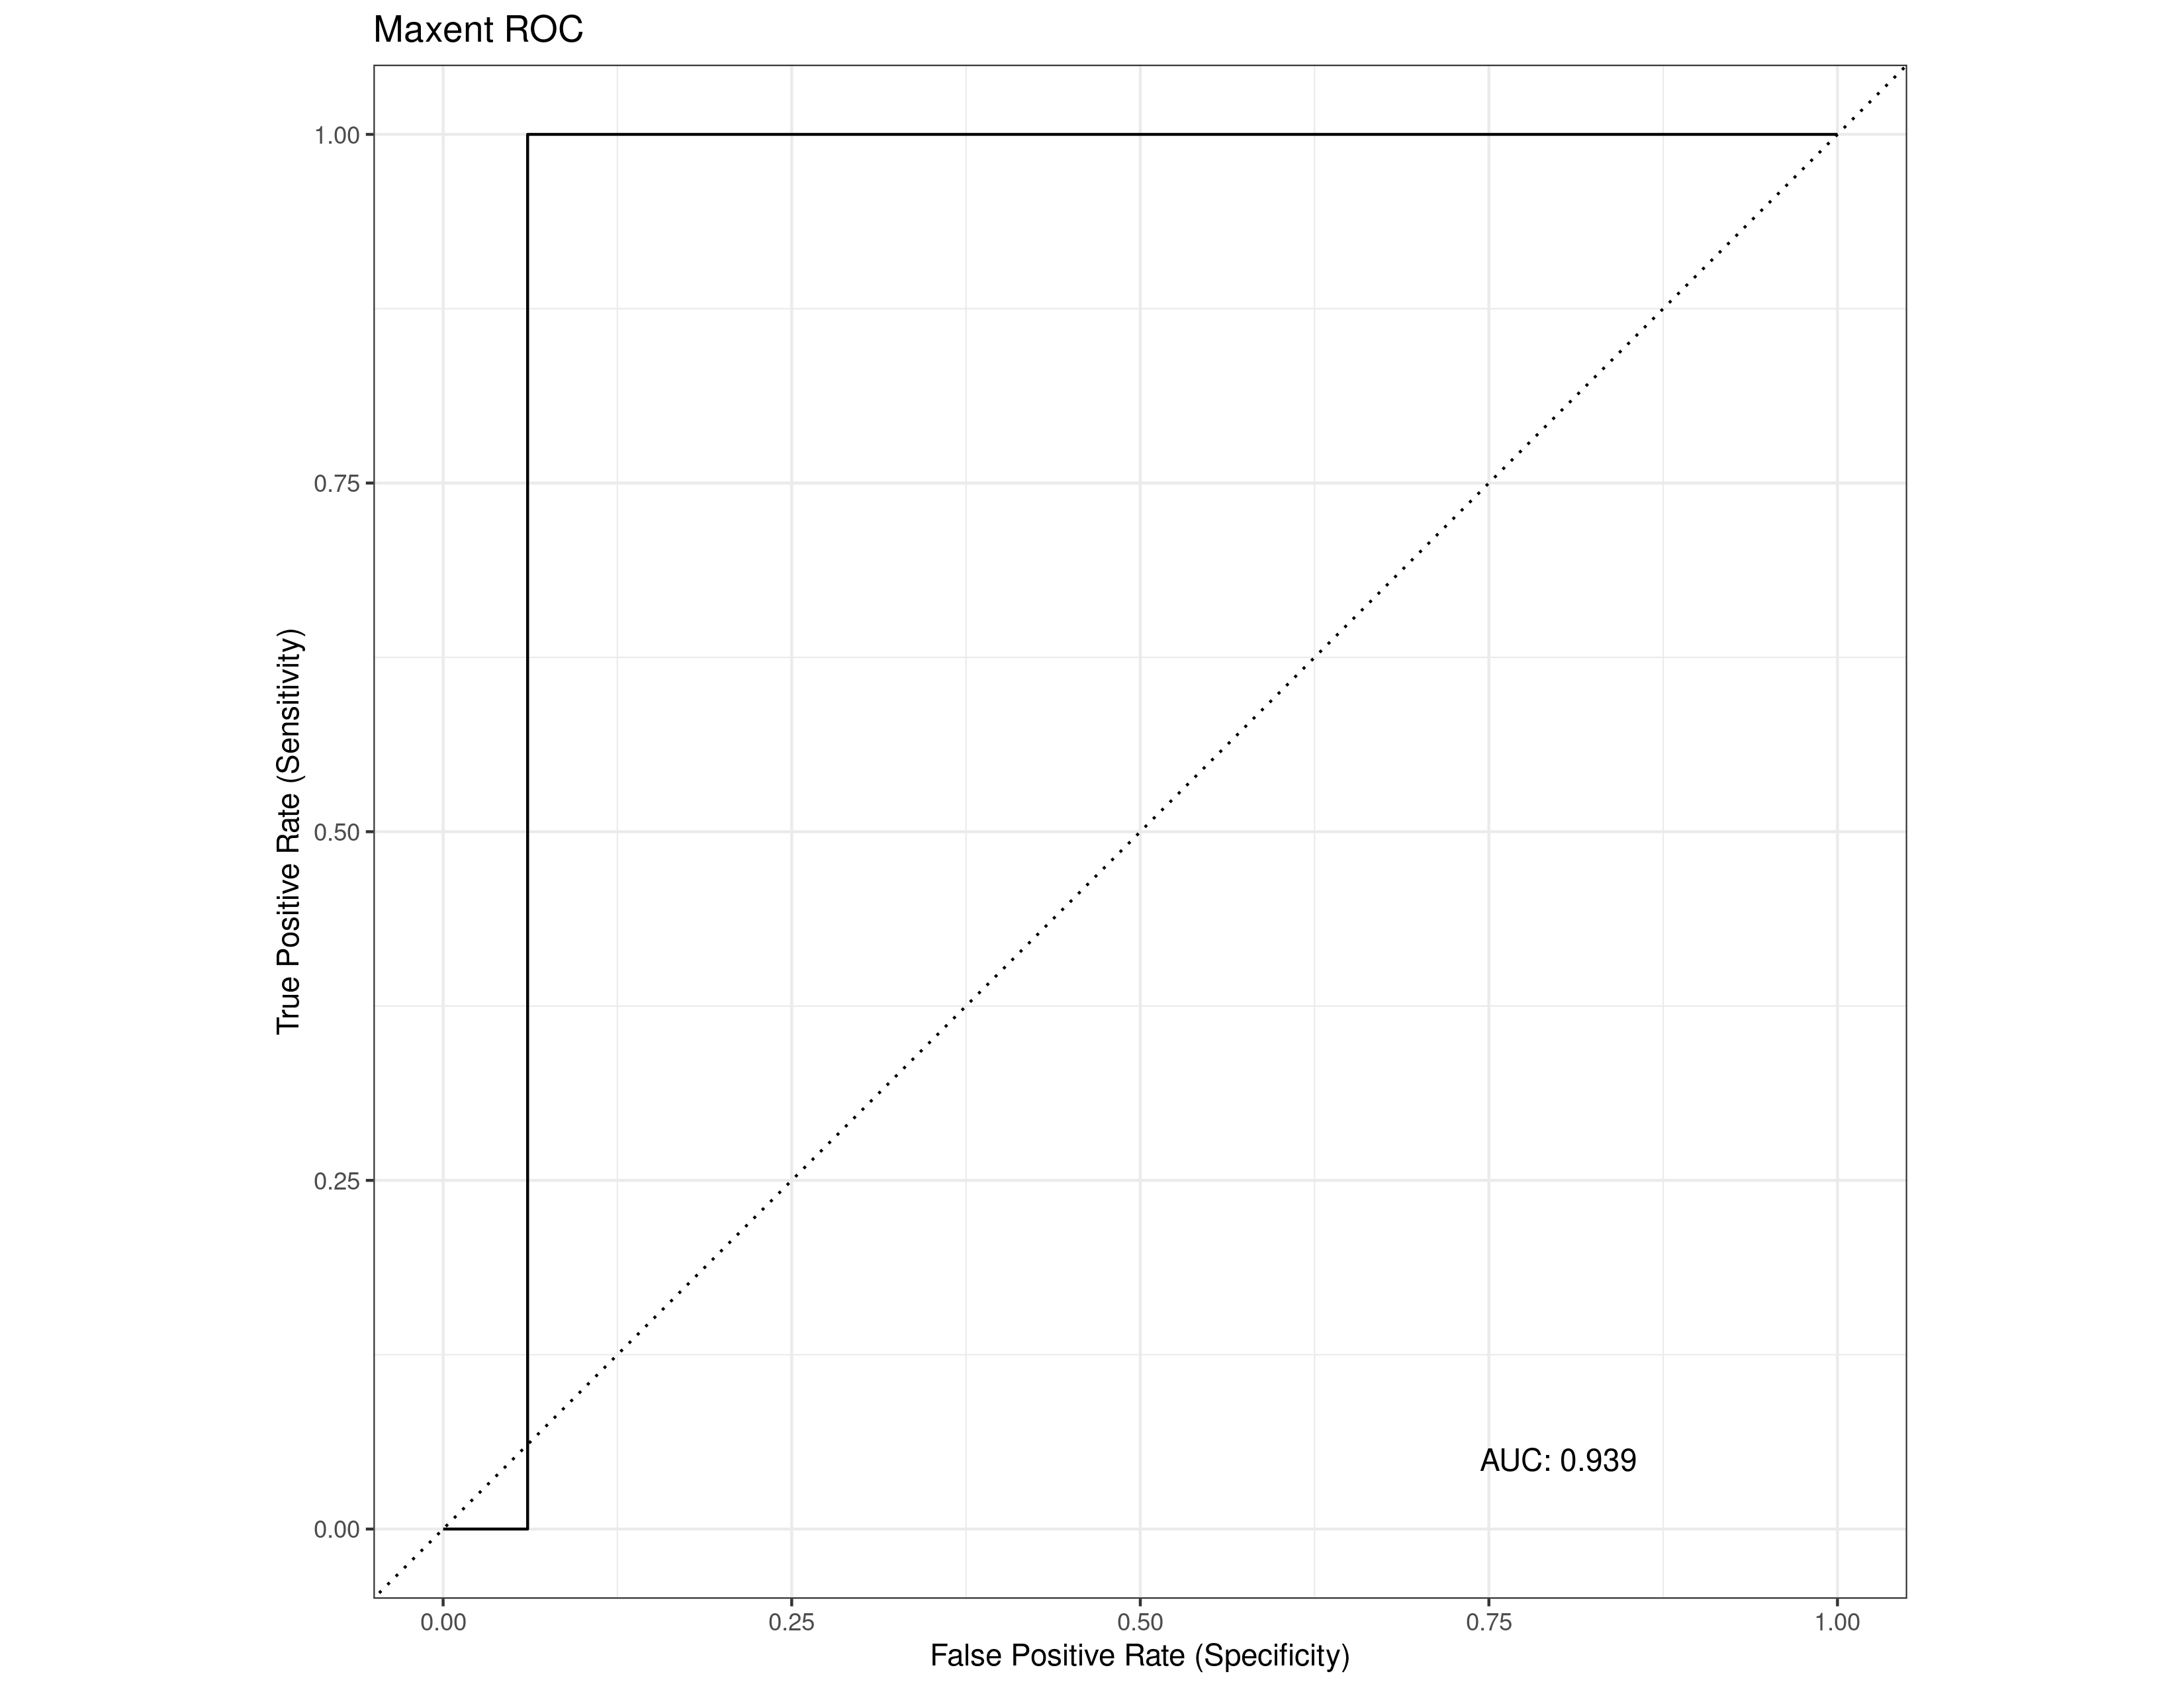 Maxent ROC
True Positive Rate (Sensitivity)
1.00
0.75
0.50
0.25
0.00
AUC: 0.939
0.00 0.25 0.50 0.75 1.00
False Positive Rate (Specificity)